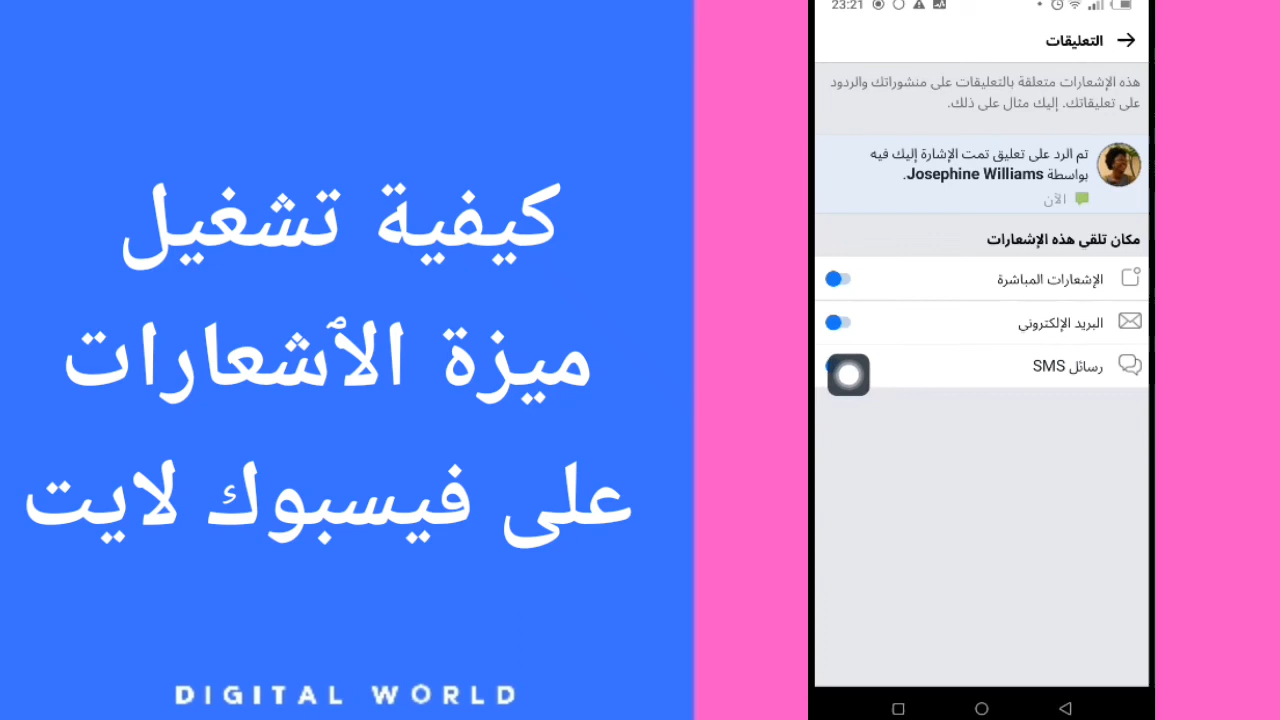 كيفية تشغيل
ميزة الأشعارات
على فيسبوك لايت
DIGITAL WORLD
23:21
التعليقات
هذه الإشعارات متعلقة بالتعليقات على منشوراتك والردود
على تعليقاتك. إليك مثال على ذلك.
تم الرد على تعليق تمت الإشارة إليك فيه
بواسطة Josephine Williams.
الآن
مكان تلقي هذه الإشعارات
الإشعارات المباشرة
البريد الإلكتروني
رسائل SMS